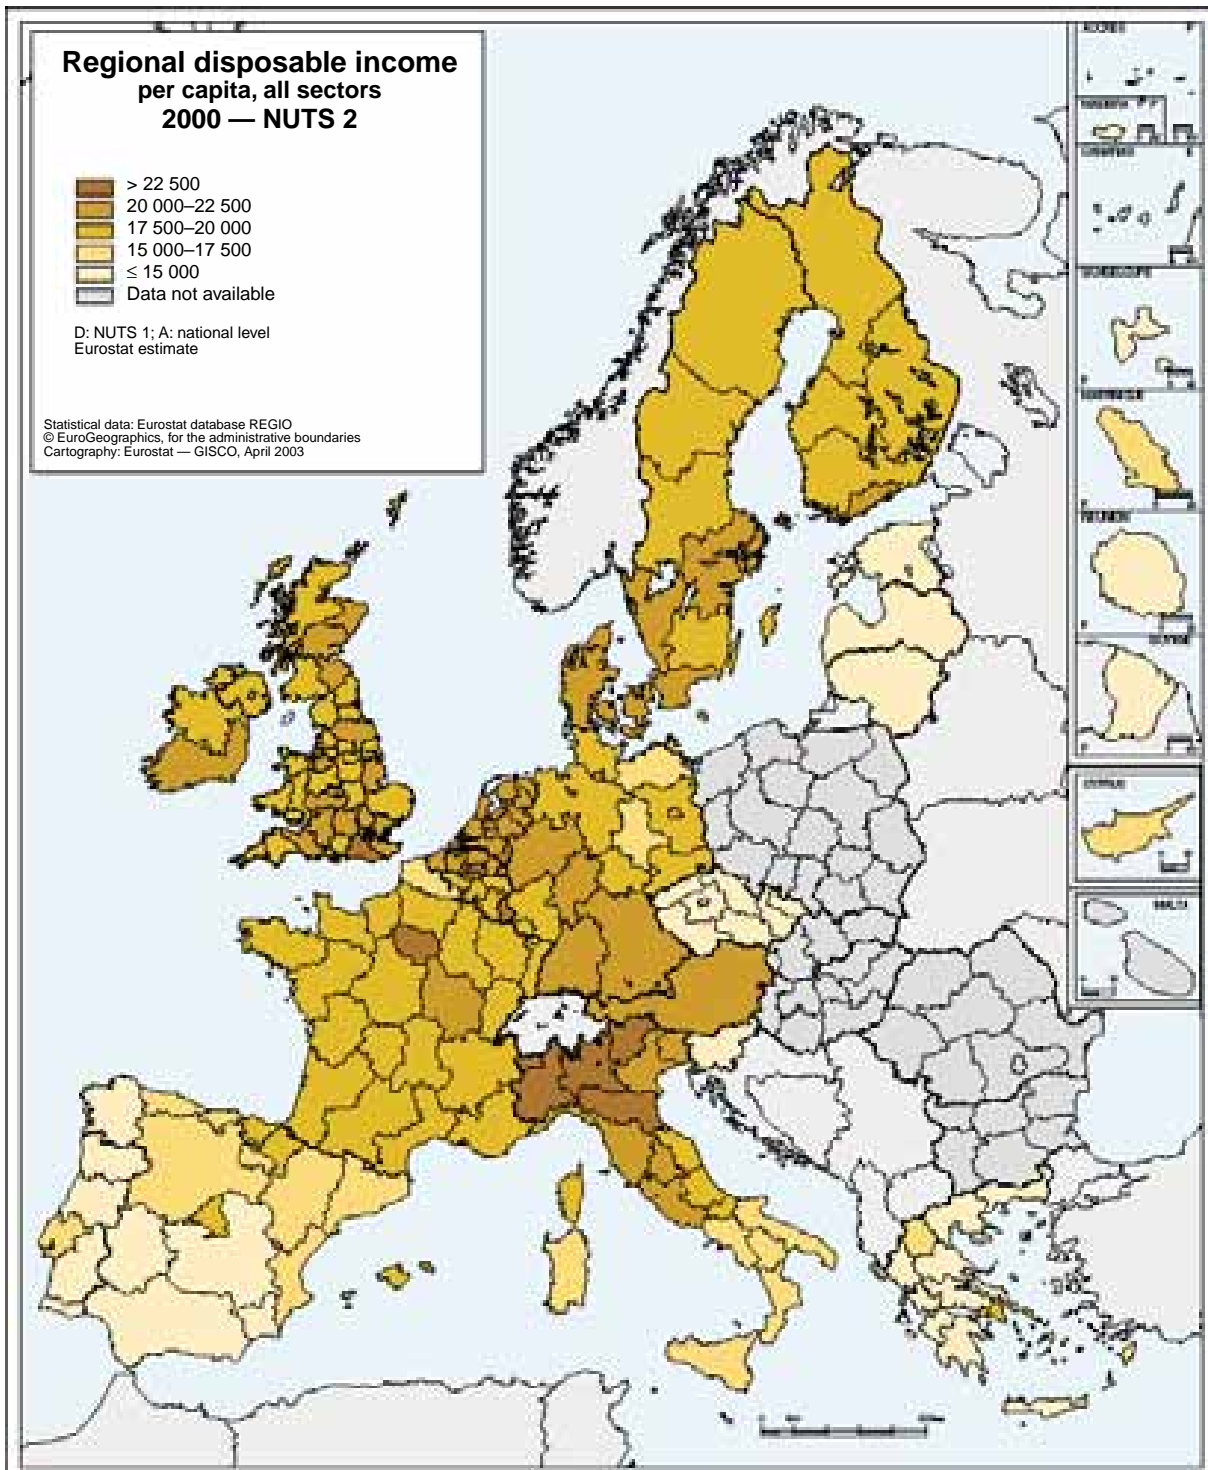 Regional disposable income
per capita, all sectors
2000 — NUTS 2
> 22 500
20 000–22 500
17 500–20 000
15 000–17 500
≤ 15 000
Data not available
D: NUTS 1; A: national level
Eurostat estimate
Statistical data: Eurostat database REGIO
© EuroGeographics, for the administrative boundaries
Cartography: Eurostat — GISCO, April 2003